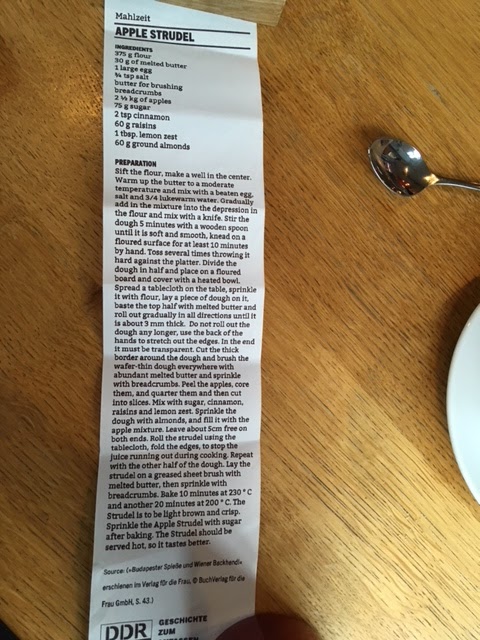 Mahlzeit
APPLE STRUDEL
INGREDIENTS
375 g flour
30 g of melted butter
1 large egg
¾ tsp salt
butter for brushing
breadcrumbs
2 ½ kg of apples
75 g sugar
2 tsp cinnamon
60 g raisins
1 tbsp. lemon zest
60 g ground almonds
PREPARATION
Sift the flour, make a well in the center.
Warm up the butter to a moderate
temperature and mix with a beaten egg,
salt and 3/4 lukewarm water. Gradually
add in the mixture into the depression in
the flour and mix with a knife. Stir the
dough 5 minutes with a wooden spoon
until it is soft and smooth, knead on a
floured surface for at least 10 minutes
by hand. Toss several times throwing it
hard against the platter. Divide the
dough in half and place on a floured
board and cover with a heated bowl.
Spread a tablecloth on the table, sprinkle
it with flour, lay a piece of dough on it,
baste the top half with melted butter and
roll out gradually in all directions until it
is about 3 mm thick. Do not roll out the
dough any longer, use the back of the
hands to stretch out the edges. In the end
it must be transparent. Cut the thick
border around the dough and brush the
wafer-thin dough everywhere with
abundant melted butter and sprinkle
with breadcrumbs. Peel the apples, core
them, and quarter them and then cut
into slices. Mix with sugar, cinnamon,
raisins and lemon zest. Sprinkle the
dough with almonds, and fill it with the
apple mixture. Leave about 5cm free on
both ends. Roll the strudel using the
tablecloth, fold the edges, to stop the
juice running out during cooking. Repeat
with the other half of the dough. Lay the
strudel on a greased sheet brush with
melted butter, then sprinkle with
breadcrumbs. Bake 10 minutes at 230 °C
and another 20 minutes at 200 °C. The
Strudel is to be light brown and crisp.
Sprinkle the Apple Strudel with sugar
after baking. The Strudel should be
served hot, so it tastes better.
Source: (»Budapester Spieße und Wiener Backhendl«
erschienen im Verlag für die Frau, © BuchVerlag für die
Frau GmbH, S. 43.)
DDR GESCHICHTE
ZUM